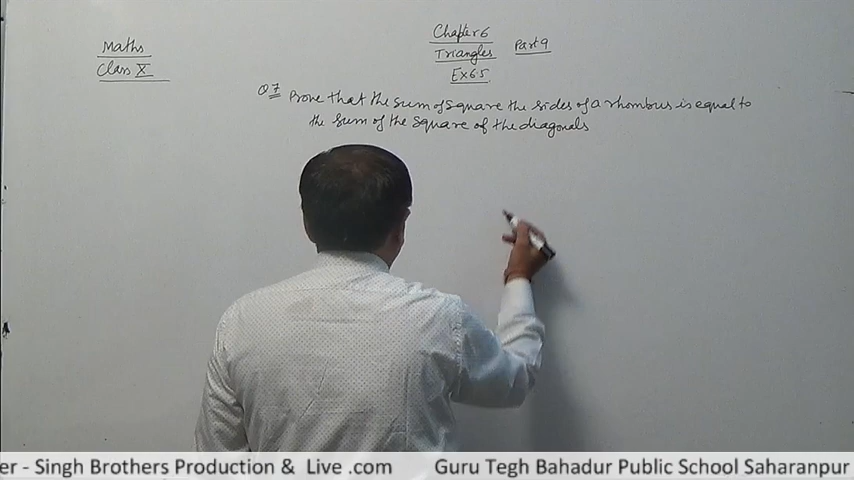 Maths
Class X
Chapter 6
Triangles Part 9
Ex 6.5
Q 7 Prove that the sum of square the sides of a rhombus is equal to
the sum of the square of the diagonals
er - Singh Brothers Production & Live .com Guru Tegh Bahadur Public School Saharanpur